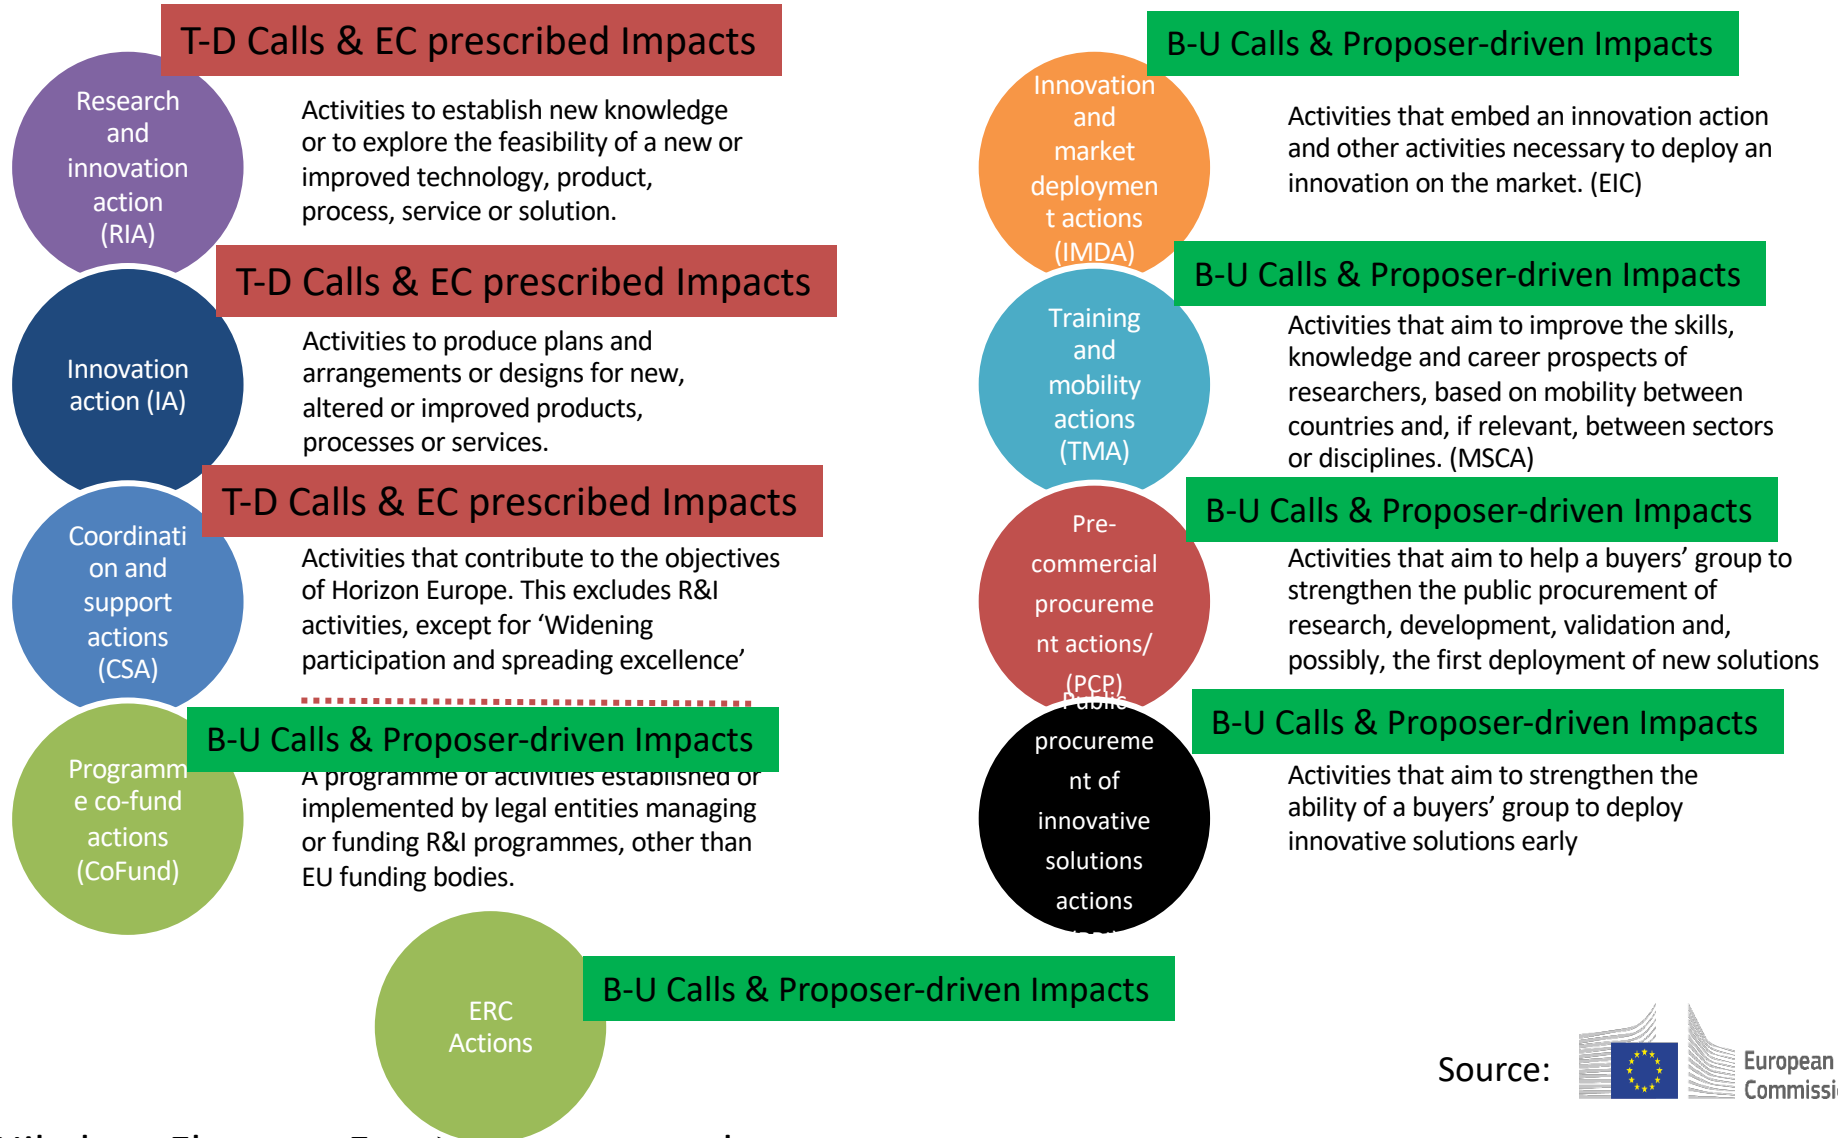 T-D Calls & EC prescribed Impacts
Research
and
innovation
action
(RIA)
Activities to establish new knowledge
or to explore the feasibility of a new or
improved technology, product,
process, service or solution.
T-D Calls & EC prescribed Impacts
Innovation
action (IA)
Activities to produce plans and
arrangements or designs for new,
altered or improved products,
processes or services.
T-D Calls & EC prescribed Impacts
Coordinati
on and
support
actions
(CSA)
Activities that contribute to the objectives
of Horizon Europe. This excludes R&I
activities, except for ‘Widening
participation and spreading excellence’
B-U Calls & Proposer-driven Impacts
Programm
e co-fund
actions
(CoFund)
A programme of activities established or
implemented by legal entities managing
or funding R&I programmes, other than
EU funding bodies.
B-U Calls & Proposer-driven Impacts
Innovation
and
market
deploymen
t actions
(IMDA)
Activities that embed an innovation action
and other activities necessary to deploy an
innovation on the market. (EIC)
B-U Calls & Proposer-driven Impacts
Training
and
mobility
actions
(TMA)
Activities that aim to improve the skills,
knowledge and career prospects of
researchers, based on mobility between
countries and, if relevant, between sectors
or disciplines. (MSCA)
B-U Calls & Proposer-driven Impacts
Pre-
commercial
procureme
nt actions/
(PCP)
Activities that aim to help a buyers’ group to
strengthen the public procurement of
research, development, validation and,
possibly, the first deployment of new solutions
B-U Calls & Proposer-driven Impacts
Public
procureme
nt of
innovative
solutions
actions
Activities that aim to strengthen the
ability of a buyers’ group to deploy
innovative solutions early
ERC
Actions
B-U Calls & Proposer-driven Impacts
Source:
European
Commissi